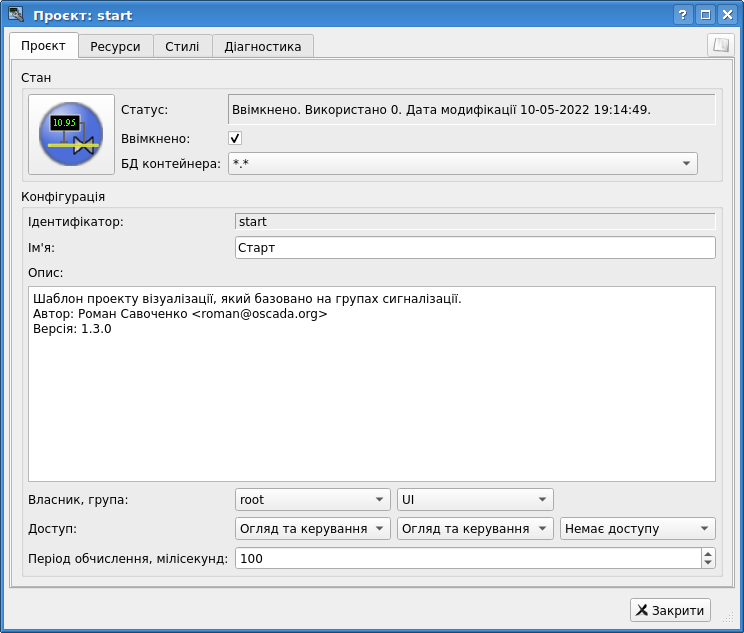 Проєкт: start
Проєкт Ресурси Стилі Діагностика
Стан
10.95
Статус: Ввімкнено. Використано 0. Дата модифікації 10-05-2022 19:14:49.
Ввімкнено:
БД контейнера: *.*
Конфігурація
Ідентифікатор: start
Ім'я: Старт
Опис:
Шаблон проекту візуалізації, який базовано на групах сигналізації.
Автор: Роман Савоченко <roman@oscada.org>
Версія: 1.3.0
Власник, група: root UI
Доступ: Огляд та керування Огляд та керування Немає доступу
Період обчислення, мілісекунд: 100
Закрити